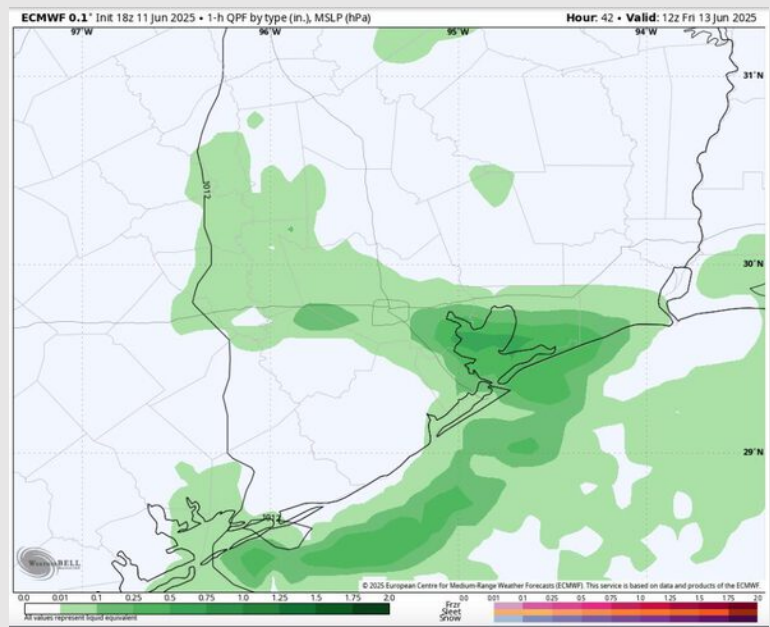 ECMWF 0.1° Init 18z 11 Jun 2025 • 1-h QPF by type (in.), MSLP (hPa) Hour: 42 • Valid: 12z Fri 13 Jun 2025
97°W 96°W 95°W 94°W
31°N
1012
30°N
29°N
1012
WeatherBELL
© 2025 European Centre for Medium-Range Weather Forecasts (ECMWF). This service is based on data and products of the ECMWF.
0.0 0.01 0.1 0.25 0.5 0.75 1.0 1.25 1.5 1.75 2.0 0.0 0.01 0.1 0.25 0.5 0.75 1.0 1.25 1.5 1.75 2.0
Frzr
Sleet
Snow
All values represent liquid equivalent